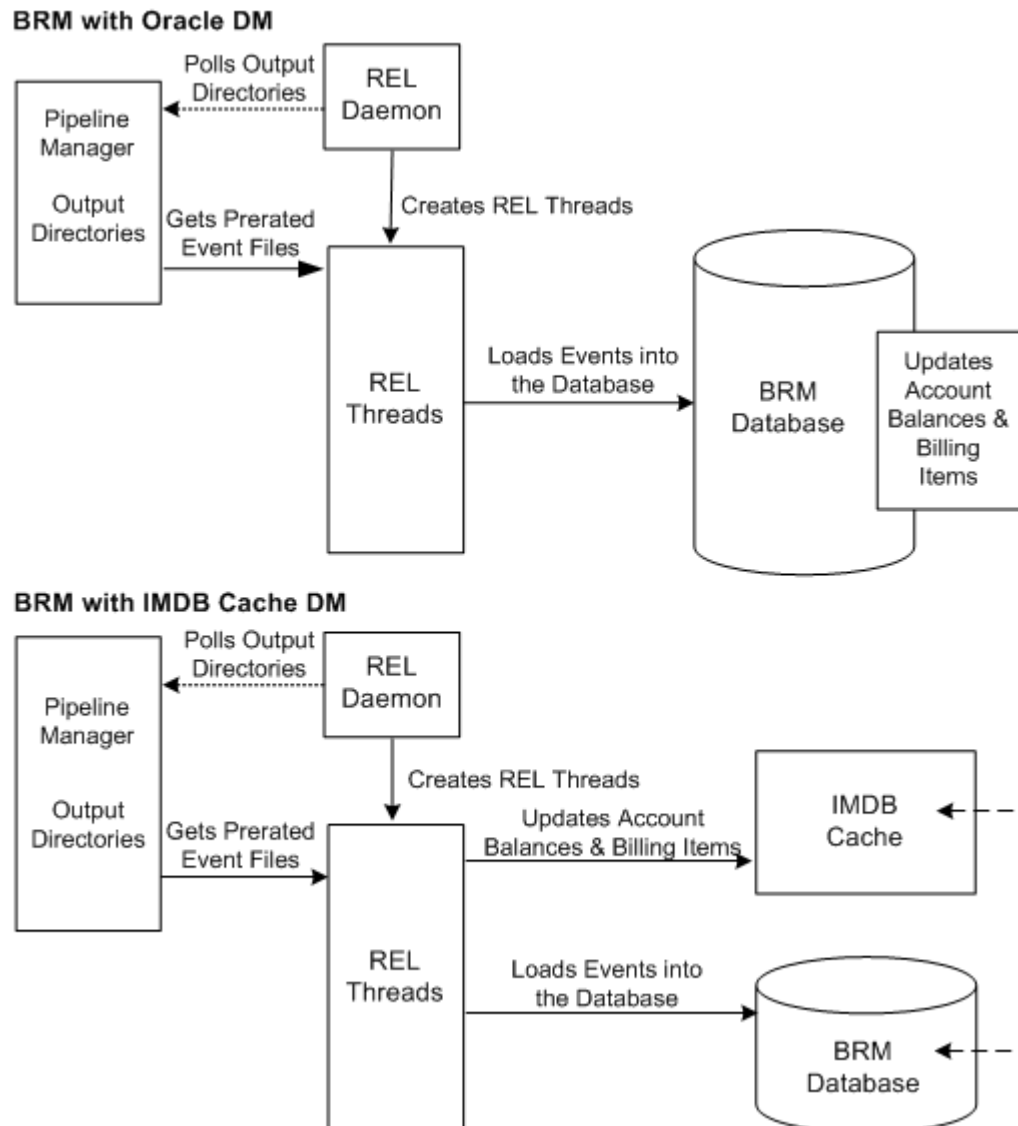 BRM with Oracle DM
Polls Output
Directories
REL
Daemon
Pipeline
Manager
Output
Directories
Creates REL Threads
Gets Prerated
Event Files
REL
Threads
Loads Events into
the Database
BRM
Database
Updates
Account
Balances &
Billing
Items
BRM with IMDB Cache DM
Polls Output
Directories
REL
Daemon
Pipeline
Manager
Output
Directories
Creates REL Threads
Gets Prerated
Event Files
Updates Account
Balances & Billing Items
IMDB
Cache
REL
Threads
Loads Events into
the Database
BRM
Database